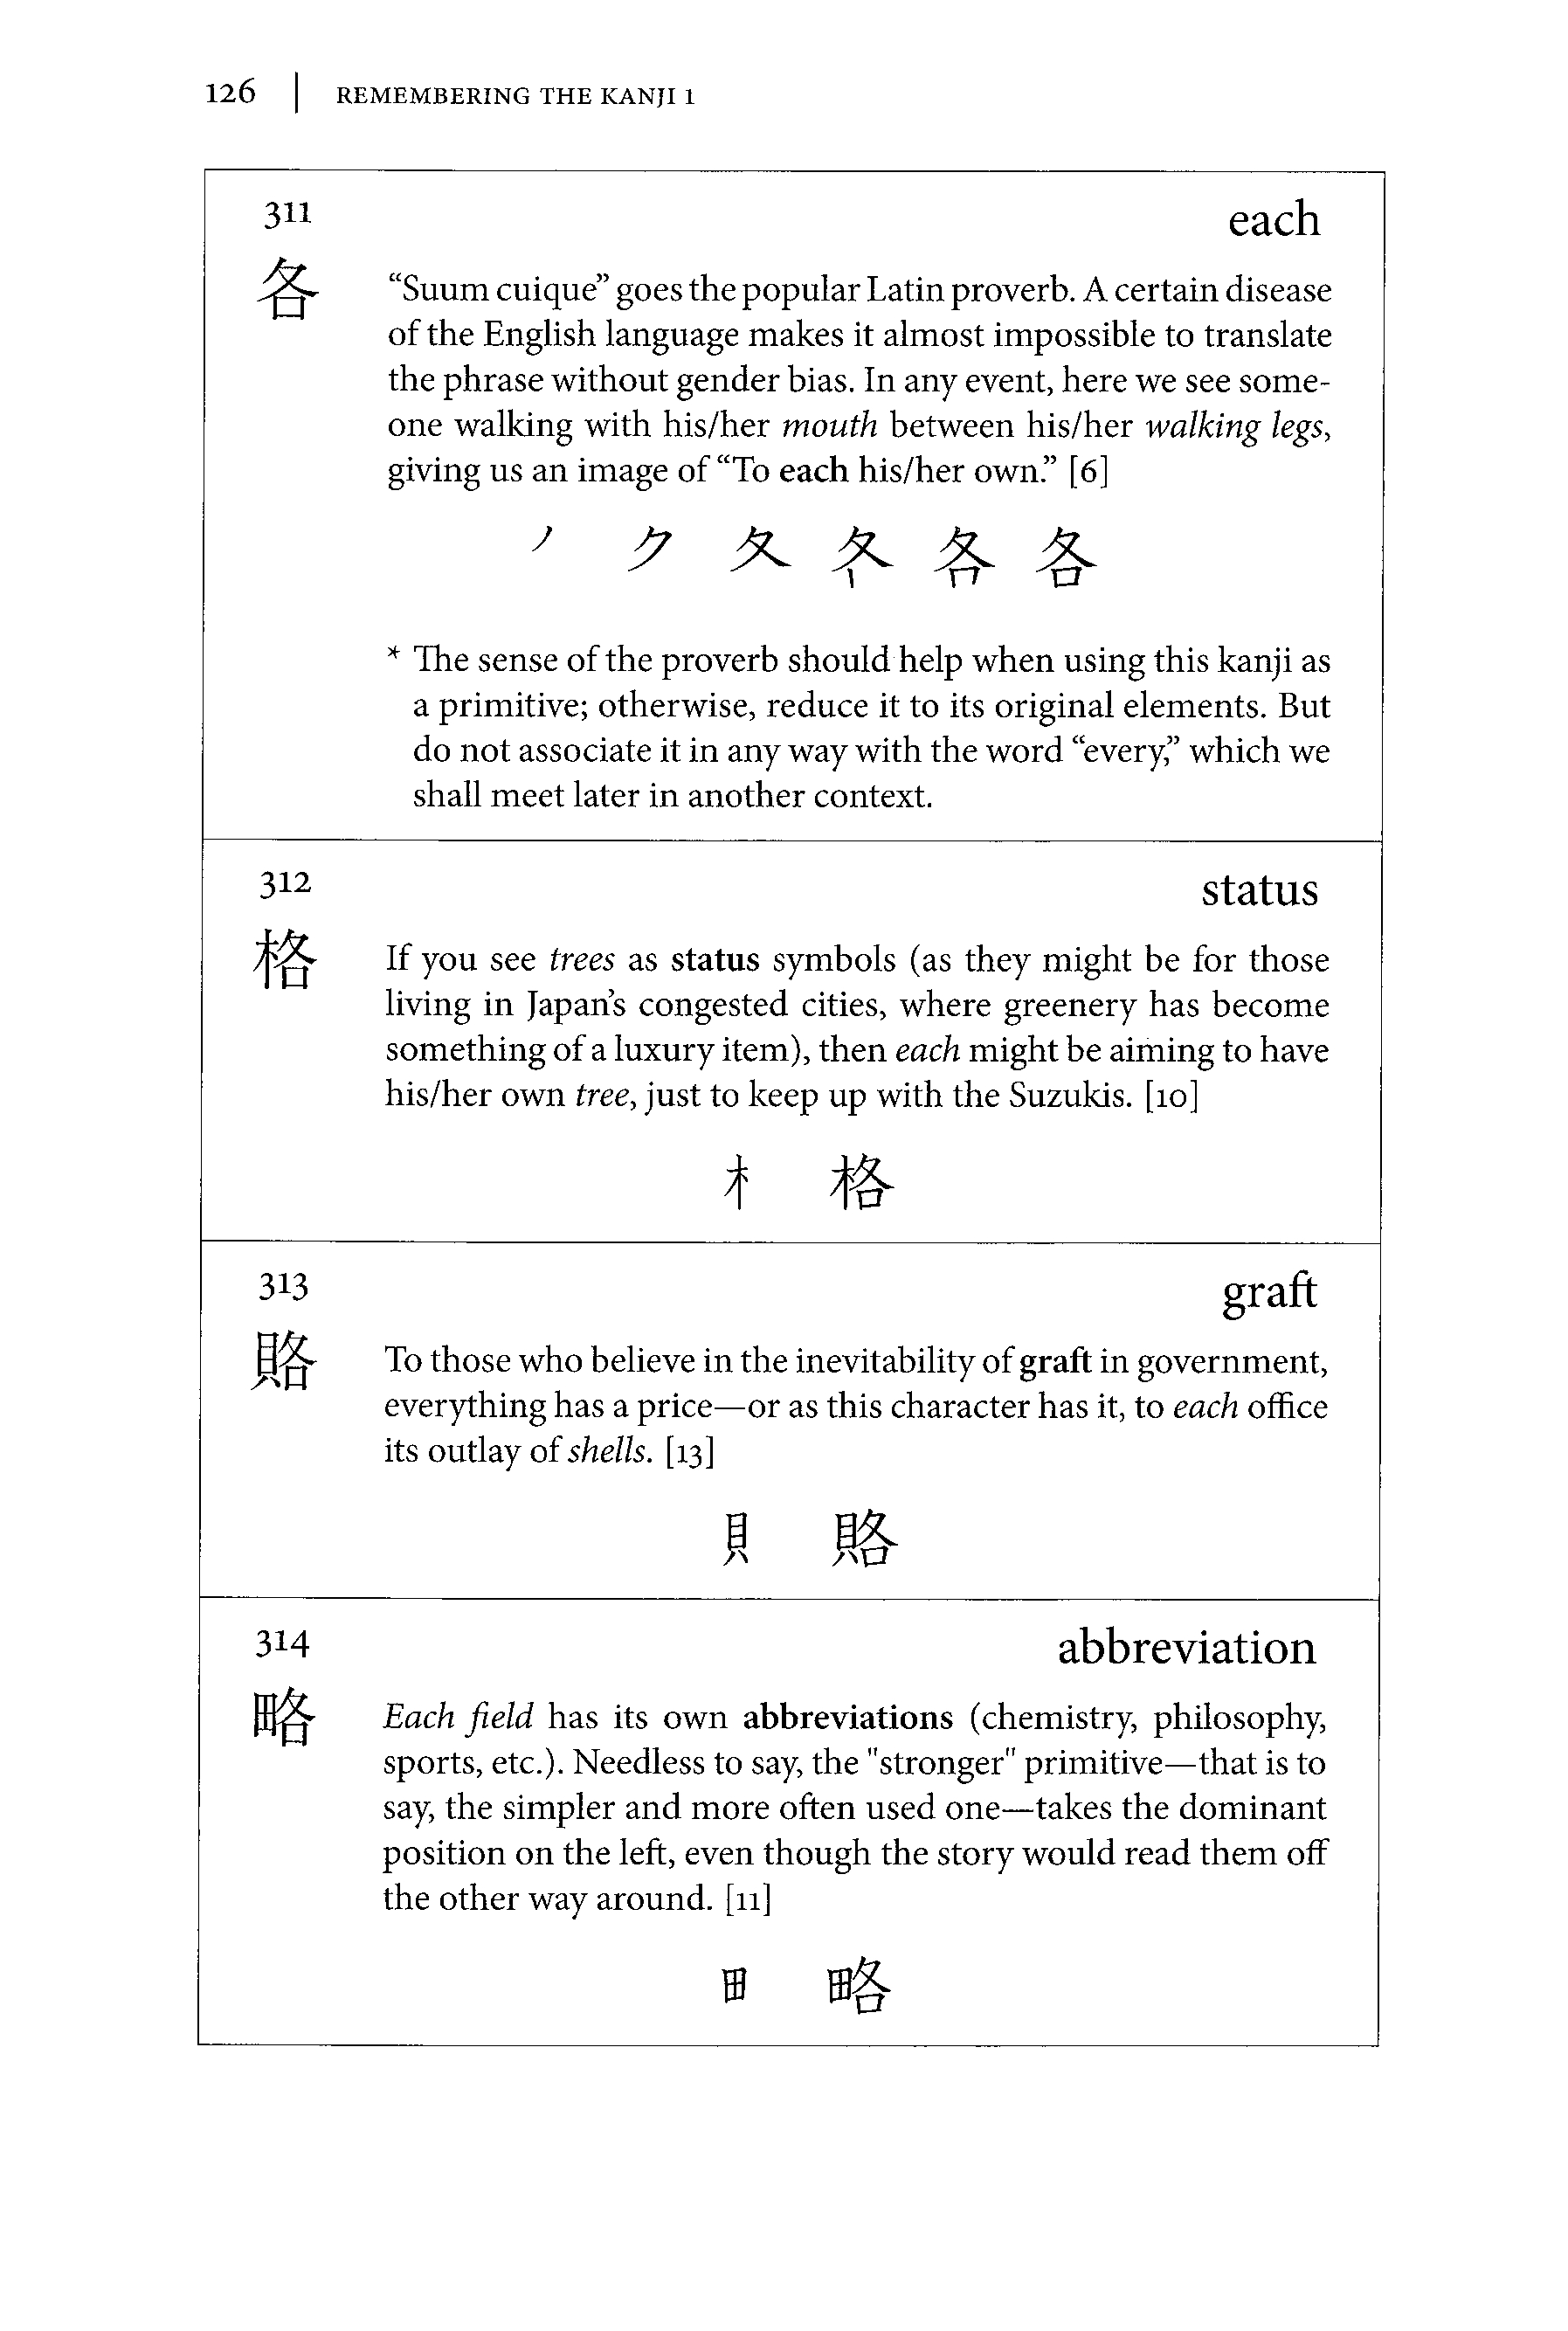 126 | REMEMBERING THE KANJI 1
311
each
各
“Suum cuique” goes the popular Latin proverb. A certain disease
of the English language makes it almost impossible to translate
the phrase without gender bias. In any event, here we see some-
one walking with his/her mouth between his/her walking legs,
giving us an image of “To each his/her own.” [6]
丿 ク 夂 各
* The sense of the proverb should help when using this kanji as
a primitive; otherwise, reduce it to its original elements. But
do not associate it in any way with the word “every,” which we
shall meet later in another context.
312
status
格
If you see trees as status symbols (as they might be for those
living in Japan’s congested cities, where greenery has become
something of a luxury item), then each might be aiming to have
his/her own tree, just to keep up with the Suzukis. [10]
木 格
313
graft
賂
To those who believe in the inevitability of graft in government,
everything has a price—or as this character has it, to each office
its outlay of shells. [13]
貝 賂
314
abbreviation
略
Each field has its own abbreviations (chemistry, philosophy,
sports, etc.). Needless to say, the "stronger" primitive—that is to
say, the simpler and more often used one—takes the dominant
position on the left, even though the story would read them off
the other way around. [11]
田 略